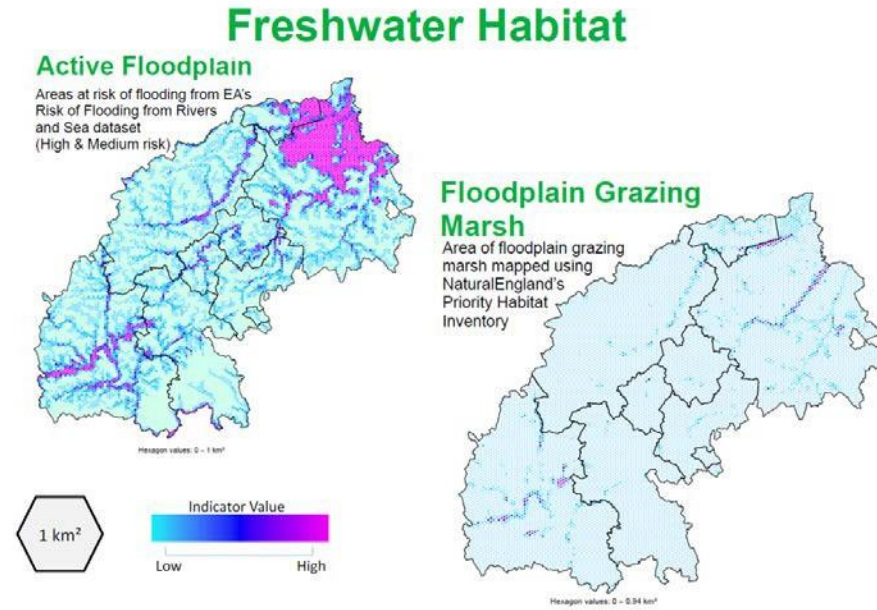 Freshwater Habitat
Active Floodplain
Areas at risk of flooding from EA's
Risk of Flooding from Rivers
and Sea dataset
(High & Medium risk)
Hexagon values: 0 – 1 km²
Floodplain Grazing
Marsh
Area of floodplain grazing
marsh mapped using
NaturalEngland's
Priority Habitat
Inventory
Hexagon values: 0 – 0.94 km²
1 km²
Indicator Value
Low High